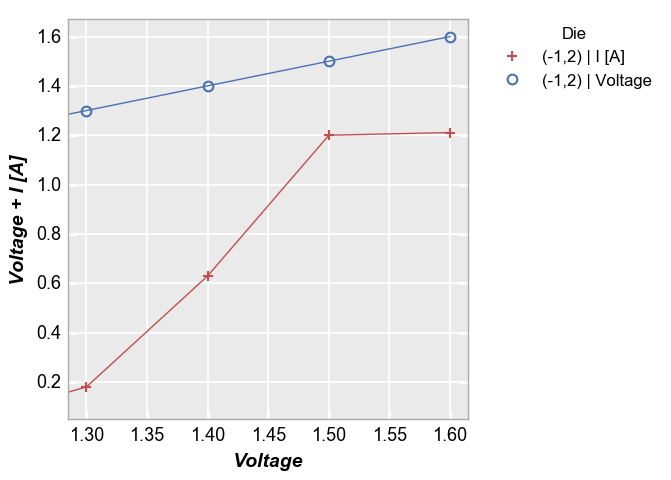 Die
(-1,2) | I [A]
(-1,2) | Voltage
Voltage + I [A]
1.6
1.4
1.2
1.0
0.8
0.6
0.4
0.2
1.30 1.35 1.40 1.45 1.50 1.55 1.60
Voltage